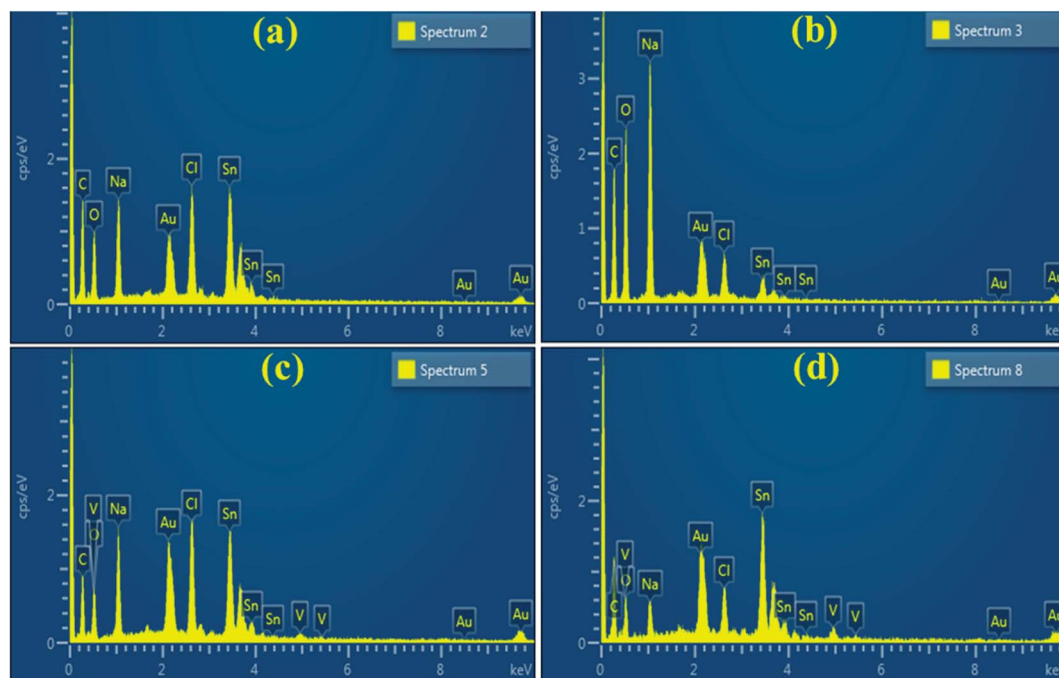 (a)
Spectrum 2
cps/eV
2
0
C
O
Na
Au
Cl
Sn
Sn
Sn
Au
Au
0 2 4 6 8 keV
(b)
Spectrum 3
cps/eV
3
2
1
0
C
O
Na
Au
Cl
Sn
Sn
Sn
Au
Au
0 2 4 6 8 keV
(c)
Spectrum 5
cps/eV
2
0
C
V
O
Na
Au
Cl
Sn
Sn
Sn
V
V
Au
Au
0 2 4 6 8 keV
(d)
Spectrum 8
cps/eV
2
0
C
V
O
Na
Au
Cl
Sn
Sn
Sn
V
V
Au
Au
0 2 4 6 8 keV